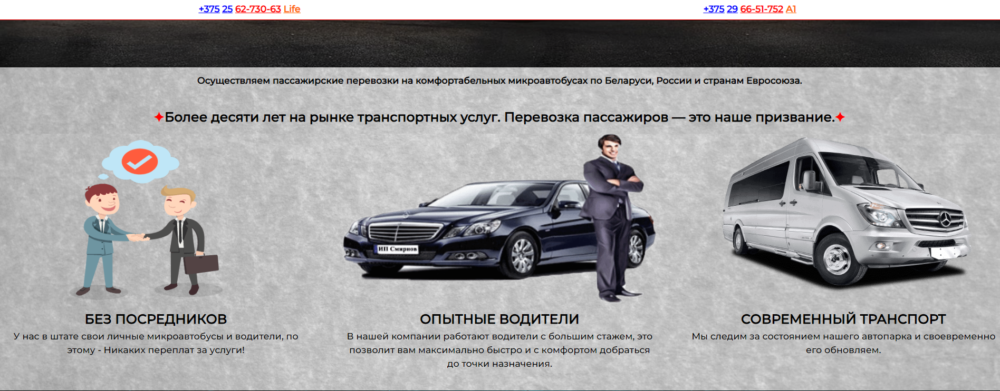 +375 25 62-730-63 Life
+375 29 66-51-752 A1
Осуществляем пассажирские перевозки на комфортабельных микроавтобусах по Беларуси, России и странам Евросоюза.
✦Более десяти лет на рынке транспортных услуг. Перевозка пассажиров — это наше призвание.✦
ИП Смирнов
БЕЗ ПОСРЕДНИКОВ
У нас в штате свои личные микроавтобусы и водители, по
этому - Никаких переплат за услуги!
ОПЫТНЫЕ ВОДИТЕЛИ
В нашей компании работают водители с большим стажем, это
позволит вам максимально быстро и с комфортом добраться
до точки назначения.
СОВРЕМЕННЫЙ ТРАНСПОРТ
Мы следим за состоянием нашего автопарка и своевременно
его обновляем.